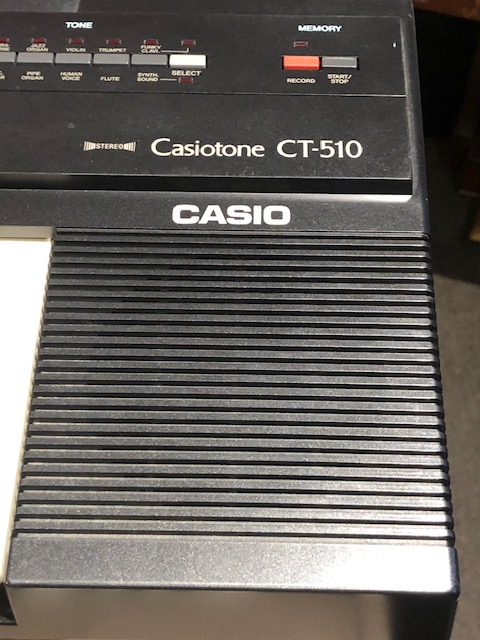 TONE
MEMORY
JAZZ ORGAN
VIOLIN
TRUMPET
FUNKY CLAVI.
PIPE ORGAN
HUMAN VOICE
FLUTE
SYNTH. SOUND
SELECT
RECORD
START/
STOP
STEREO
Casiotone CT-510
CASIO